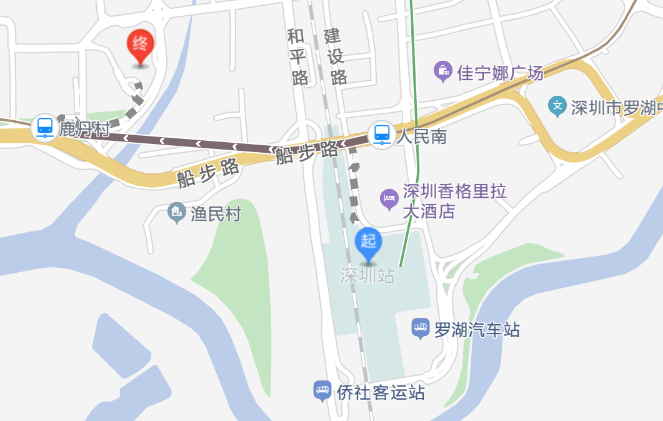 终
和平路
建设路
佳宁娜广场
文
深圳市罗湖中
鹿丹村
人民南
船步路
船步路
深圳香格里拉
大酒店
渔民村
起
深圳站
罗湖汽车站
侨社客运站